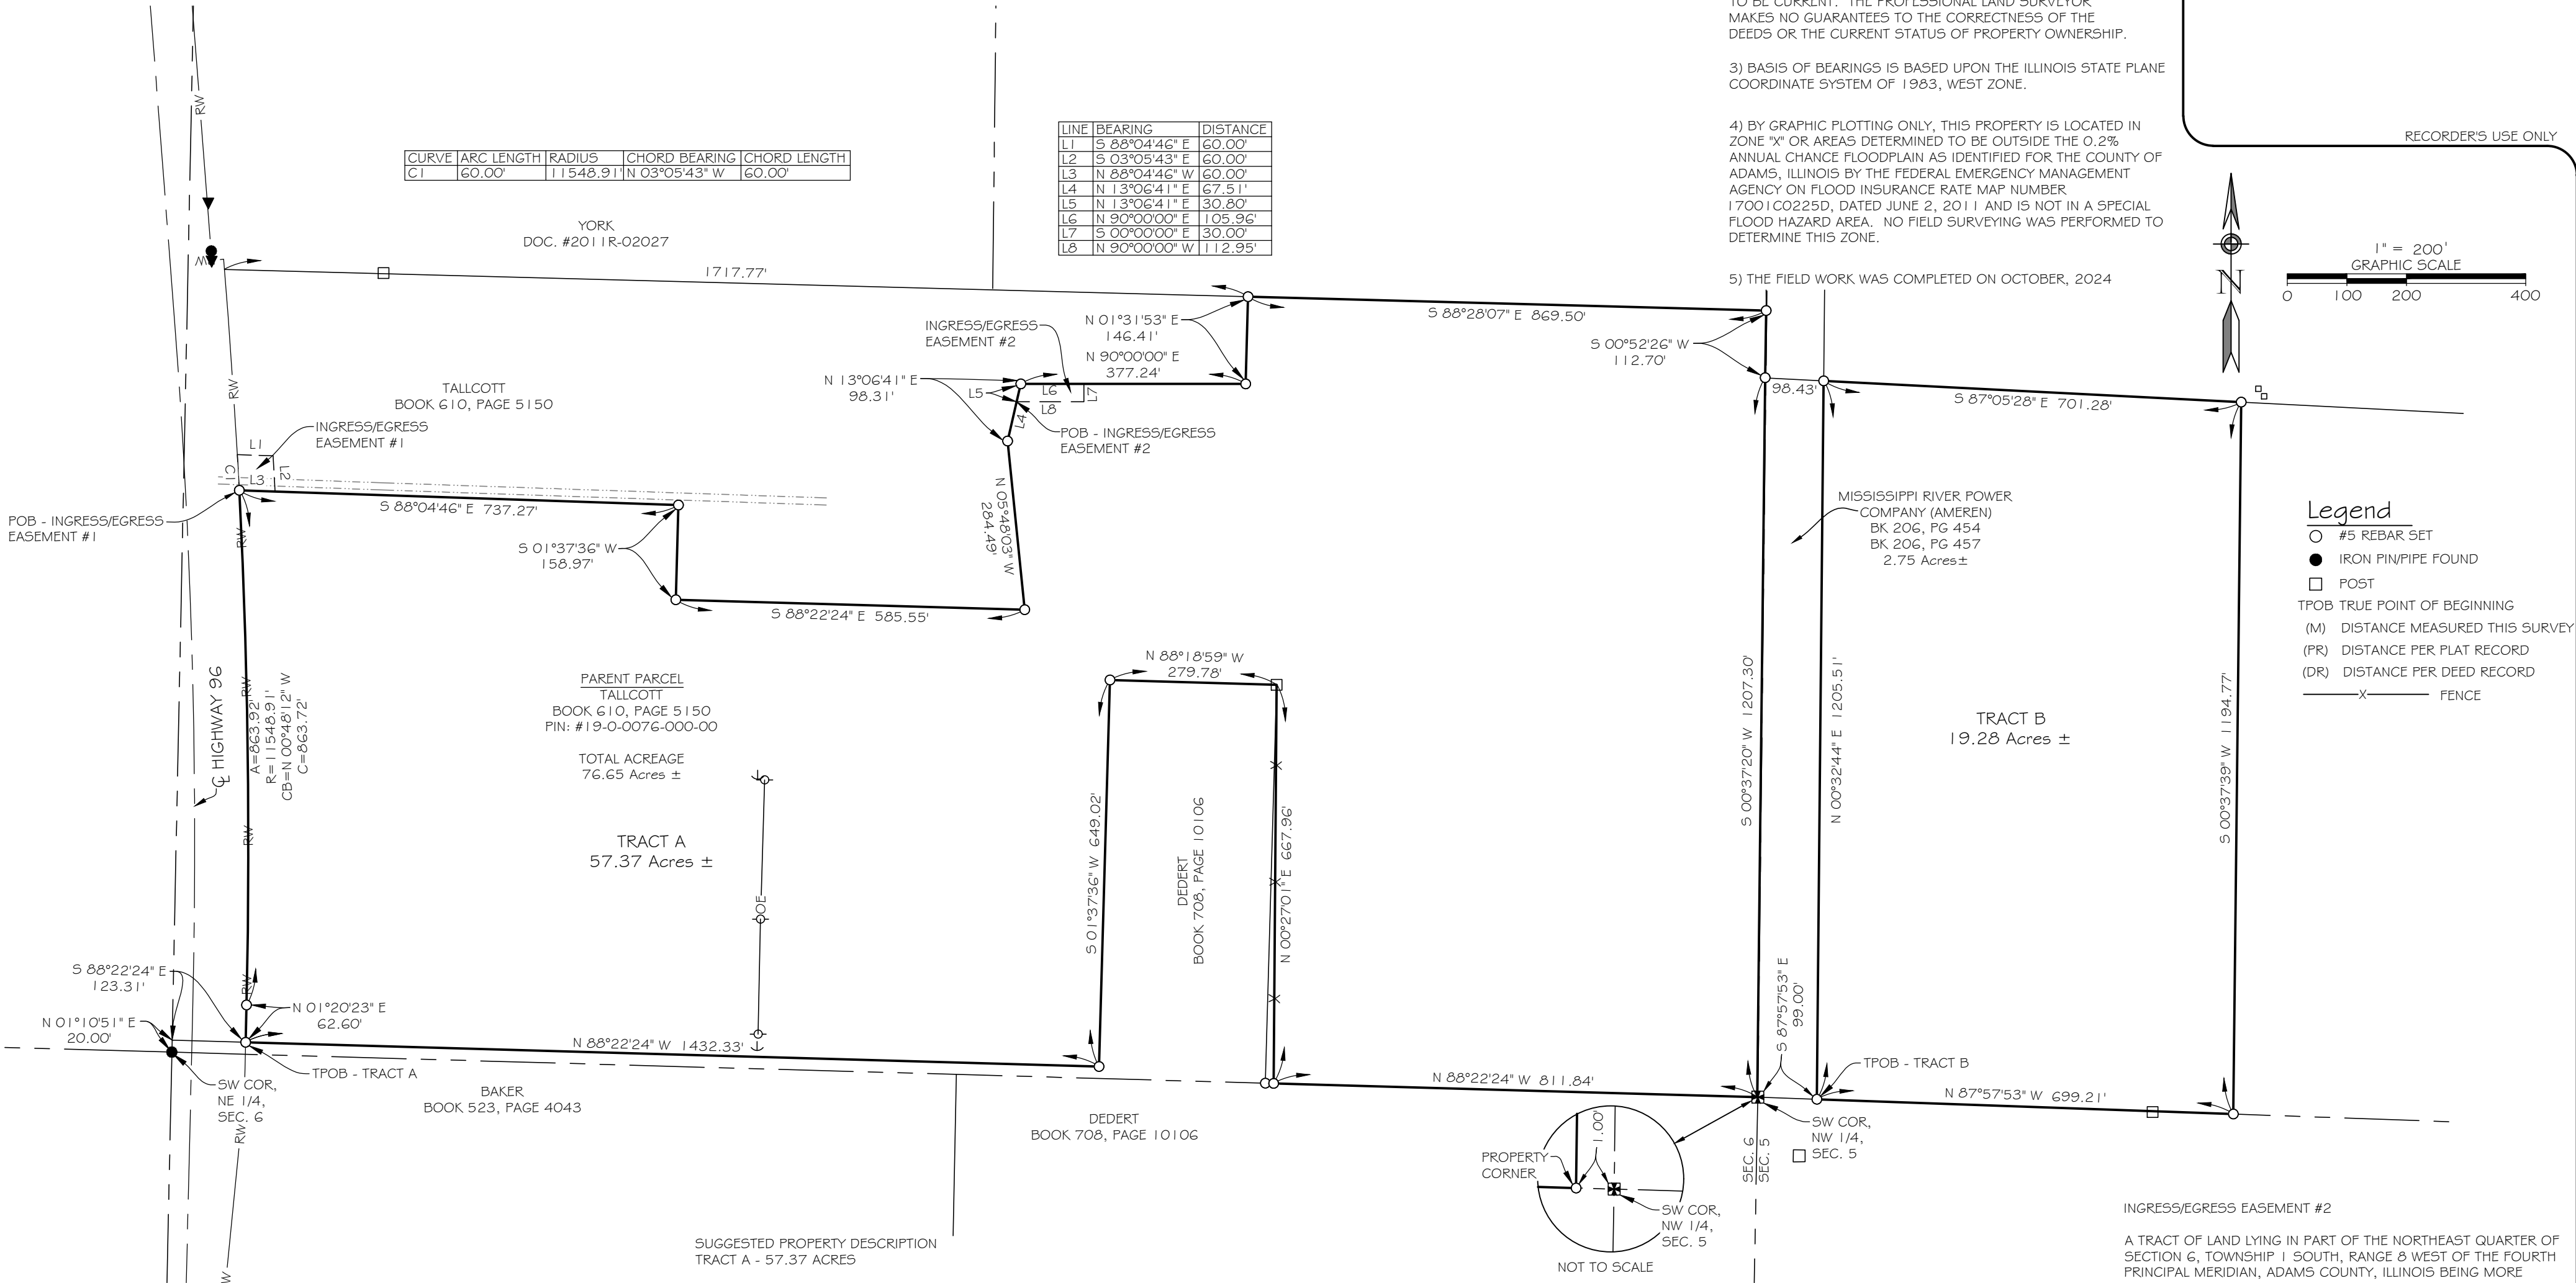 TO BE CURRENT. THE PROFESSIONAL LAND SURVEYOR
MAKES NO GUARANTEES TO THE CORRECTNESS OF THE
DEEDS OR THE CURRENT STATUS OF PROPERTY OWNERSHIP.
3) BASIS OF BEARINGS IS BASED UPON THE ILLINOIS STATE PLANE
COORDINATE SYSTEM OF 1983, WEST ZONE.
4) BY GRAPHIC PLOTTING ONLY, THIS PROPERTY IS LOCATED IN
ZONE "X" OR AREAS DETERMINED TO BE OUTSIDE THE 0.2%
ANNUAL CHANCE FLOODPLAIN AS IDENTIFIED FOR THE COUNTY OF
ADAMS, ILLINOIS BY THE FEDERAL EMERGENCY MANAGEMENT
AGENCY ON FLOOD INSURANCE RATE MAP NUMBER
17001C0225D, DATED JUNE 2, 2011 AND IS NOT IN A SPECIAL
FLOOD HAZARD AREA. NO FIELD SURVEYING WAS PERFORMED TO
DETERMINE THIS ZONE.
5) THE FIELD WORK WAS COMPLETED ON OCTOBER, 2024
RECORDER'S USE ONLY
N
1" = 200'
GRAPHIC SCALE
0 100 200 400
CURVE ARC LENGTH RADIUS CHORD BEARING CHORD LENGTH
C1 60.00' 11548.91' N 03°05'43" W 60.00'
LINE BEARING DISTANCE
L1 S 88°04'46" E 60.00'
L2 S 03°05'43" E 60.00'
L3 N 88°04'46" W 60.00'
L4 N 13°06'41" E 67.51'
L5 N 13°06'41" E 30.80'
L6 N 90°00'00" E 105.96'
L7 S 00°00'00" E 30.00'
L8 N 90°00'00" W 112.95'
RW
YORK
DOC. #2011R-02027
1717.77'
W
RW
TALLCOTT
BOOK 610, PAGE 5150
INGRESS/EGRESS
EASEMENT #1
L1
C1
L2
L3
INGRESS/EGRESS
EASEMENT #2
N 01°31'53" E
146.41'
N 90°00'00" E
377.24'
N 13°06'41" E
98.31'
L5
L6
L7
L8
L4
POB - INGRESS/EGRESS
EASEMENT #2
S 88°28'07" E 869.50'
S 00°52'26" W
112.70'
98.43'
S 87°05'28" E 701.28'
POB - INGRESS/EGRESS
EASEMENT #1
RW
S 88°04'46" E 737.27'
S 01°37'36" W
158.97'
N 05°48'03" W
284.49'
S 88°22'24" E 585.55'
MISSISSIPPI RIVER POWER
COMPANY (AMEREN)
BK 206, PG 454
BK 206, PG 457
2.75 Acres±
Legend
#5 REBAR SET
IRON PIN/PIPE FOUND
POST
TPOB TRUE POINT OF BEGINNING
(M) DISTANCE MEASURED THIS SURVEY
(PR) DISTANCE PER PLAT RECORD
(DR) DISTANCE PER DEED RECORD
X FENCE
℄ HIGHWAY 96
RW
A=863.92'
R=11548.91'
CB=N 00°48'12" W
C=863.72'
RW
RW
PARENT PARCEL
TALLCOTT
BOOK 610, PAGE 5150
PIN: #19-0-0076-000-00
TOTAL ACREAGE
76.65 Acres ±
TRACT A
57.37 Acres ±
OE
N 88°18'59" W
279.78'
S 01°37'36" W 649.02'
DEDERT
BOOK 708, PAGE 10106
N 00°27'01" E 667.96'
X
X
X
S 00°37'20" W 1207.30'
N 00°32'44" E 1205.51'
TRACT B
19.28 Acres ±
S 00°37'39" W 1194.77'
S 88°22'24" E
123.31'
N 01°10'51" E
20.00'
N 01°20'23" E
62.60'
N 88°22'24" W 1432.33'
TPOB - TRACT A
SW COR,
NE 1/4,
SEC. 6
RW
W
BAKER
BOOK 523, PAGE 4043
DEDERT
BOOK 708, PAGE 10106
N 88°22'24" W 811.84'
S 87°57'53" E
99.00'
TPOB - TRACT B
N 87°57'53" W 699.21'
SW COR,
NW 1/4,
SEC. 5
SEC. 6
SEC. 5
PROPERTY
CORNER
1.00'
SW COR,
NW 1/4,
SEC. 5
NOT TO SCALE
SUGGESTED PROPERTY DESCRIPTION
TRACT A - 57.37 ACRES
INGRESS/EGRESS EASEMENT #2
A TRACT OF LAND LYING IN PART OF THE NORTHEAST QUARTER OF
SECTION 6, TOWNSHIP 1 SOUTH, RANGE 8 WEST OF THE FOURTH
PRINCIPAL MERIDIAN, ADAMS COUNTY, ILLINOIS BEING MORE